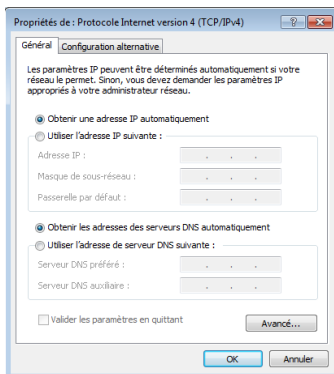 Propriétés de : Protocole Internet version 4 (TCP/IPv4)
Général
Configuration alternative
Les paramètres IP peuvent être déterminés automatiquement si votre
réseau le permet. Sinon, vous devez demander les paramètres IP
appropriés à votre administrateur réseau.
Obtenir une adresse IP automatiquement
Utiliser l'adresse IP suivante :
Adresse IP :
Masque de sous-réseau :
Passerelle par défaut :
Obtenir les adresses des serveurs DNS automatiquement
Utiliser l'adresse de serveur DNS suivante :
Serveur DNS préféré :
Serveur DNS auxiliaire :
Valider les paramètres en quittant
Avancé...
OK
Annuler